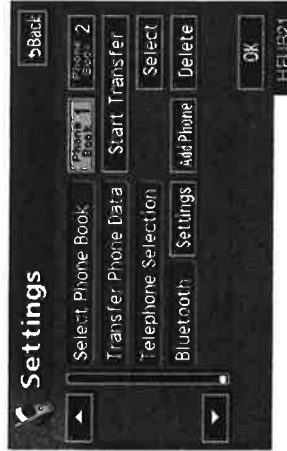 Settings
Back
Select Phone Book
Phone Book 1
Phone Book 2
Transfer Phone Data
Start Transfer
Telephone Selection
Select
Bluetooth
Settings
Add Phone
Delete
OK